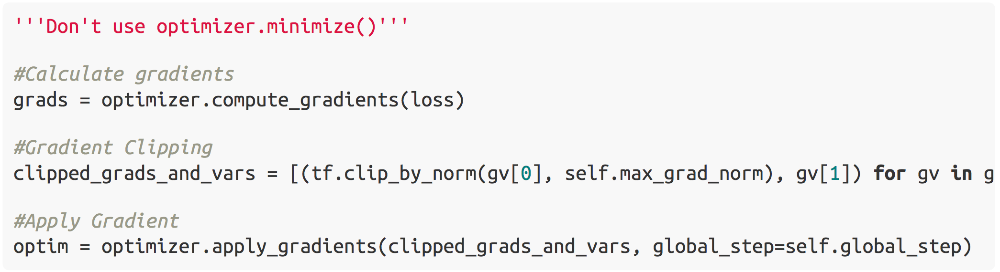 '''Don't use optimizer.minimize()'''
#Calculate gradients
grads = optimizer.compute_gradients(loss)
#Gradient Clipping
clipped_grads_and_vars = [(tf.clip_by_norm(gv[0], self.max_grad_norm), gv[1]) for gv in g
#Apply Gradient
optim = optimizer.apply_gradients(clipped_grads_and_vars, global_step=self.global_step)